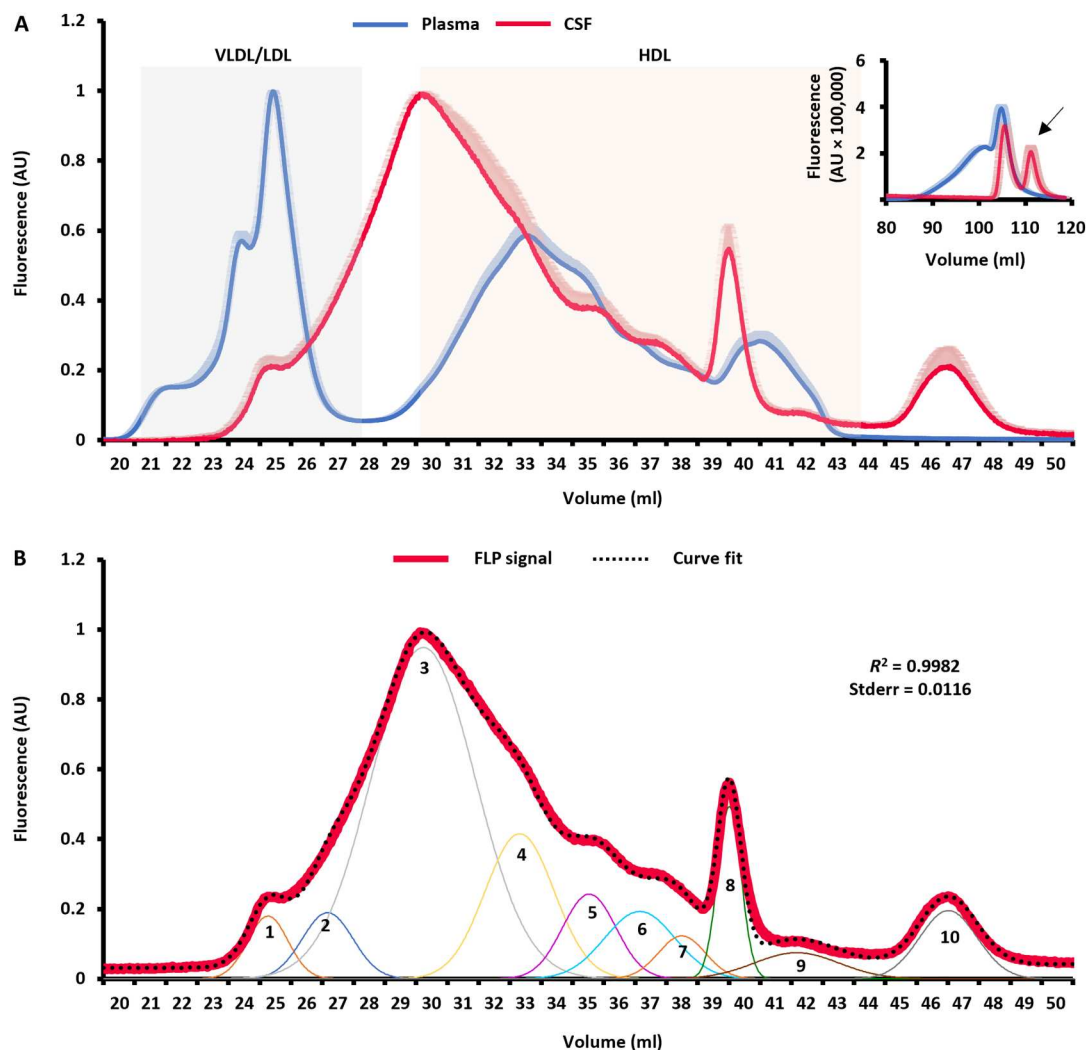 A
Plasma CSF
VLDL/LDL
HDL
Fluorescence (AU)
1.2
1
0.8
0.6
0.4
0.2
0
20 21 22 23 24 25 26 27 28 29 30 31 32 33 34 35 36 37 38 39 40 41 42 43 44 45 46 47 48 49 50
Volume (ml)
Fluorescence
(AU × 100,000)
6
4
2
80 90 100 110 120
Volume (ml)
B
FLP signal Curve fit
R² = 0.9982
Stderr = 0.0116
Fluorescence (AU)
1.2
1
0.8
0.6
0.4
0.2
0
1 2 3 4 5 6 7 8 9 10
20 21 22 23 24 25 26 27 28 29 30 31 32 33 34 35 36 37 38 39 40 41 42 43 44 45 46 47 48 49 50
Volume (ml)